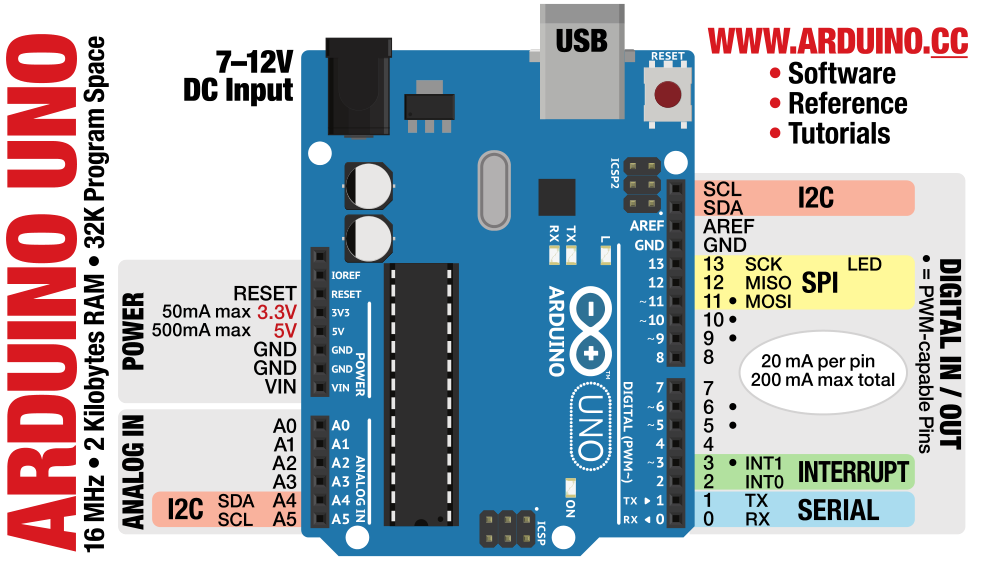 ARDUINO UNO
16 MHz • 2 Kilobytes RAM • 32K Program Space
7–12V
DC Input
USB
RESET
WWW.ARDUINO.CC
• Software
• Reference
• Tutorials
POWER
RESET
50mA max 3.3V
500mA max 5V
GND
GND
VIN
ANALOG IN
A0
A1
A2
A3
I2C SDA A4
SCL A5
IOREF
RESET
3V3
5V
GND
GND
VIN
POWER
A0
A1
A2
A3
A4
A5
ANALOG IN
ICSP2
RX
TX
L
ARDUINO
TM
UNO
ON
ICSP
AREF
GND
13
12
~11
~10
~9
8
7
~6
~5
4
~3
2
TX ▶ 1
RX ◀ 0
DIGITAL (PWM~)
SCL
SDA
I2C
AREF
GND
13 SCK LED
12 MISO SPI
11 • MOSI
10 •
9 •
8
20 mA per pin
200 mA max total
7
6 •
5 •
4
3 • INT1
2 INT0
INTERRUPT
1 TX
0 RX
SERIAL
DIGITAL IN / OUT
• = PWM-capable Pins